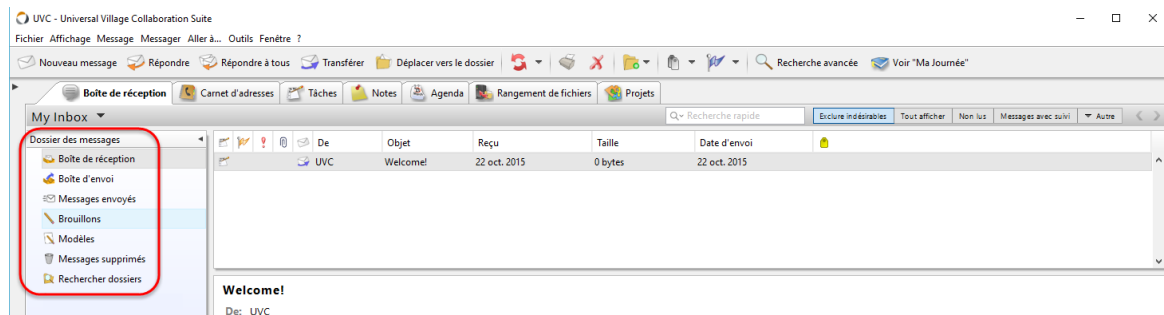 UVC - Universal Village Collaboration Suite
Fichier Affichage Message Messager Aller à... Outils Fenêtre ?
Nouveau message Répondre Répondre à tous Transférer Déplacer vers le dossier Recherche avancée Voir "Ma Journée"
Boîte de réception Carnet d'adresses Tâches Notes Agenda Rangement de fichiers Projets
My Inbox Recherche rapide Exclure indésirables Tout afficher Non lus Messages avec suivi Autre
Dossier des messages De Objet Reçu Taille Date d'envoi
Boîte de réception UVC Welcome! 22 oct. 2015 0 bytes 22 oct. 2015
Boîte d'envoi
Messages envoyés
Brouillons
Modèles
Messages supprimés
Rechercher dossiers
Welcome!
De: UVC